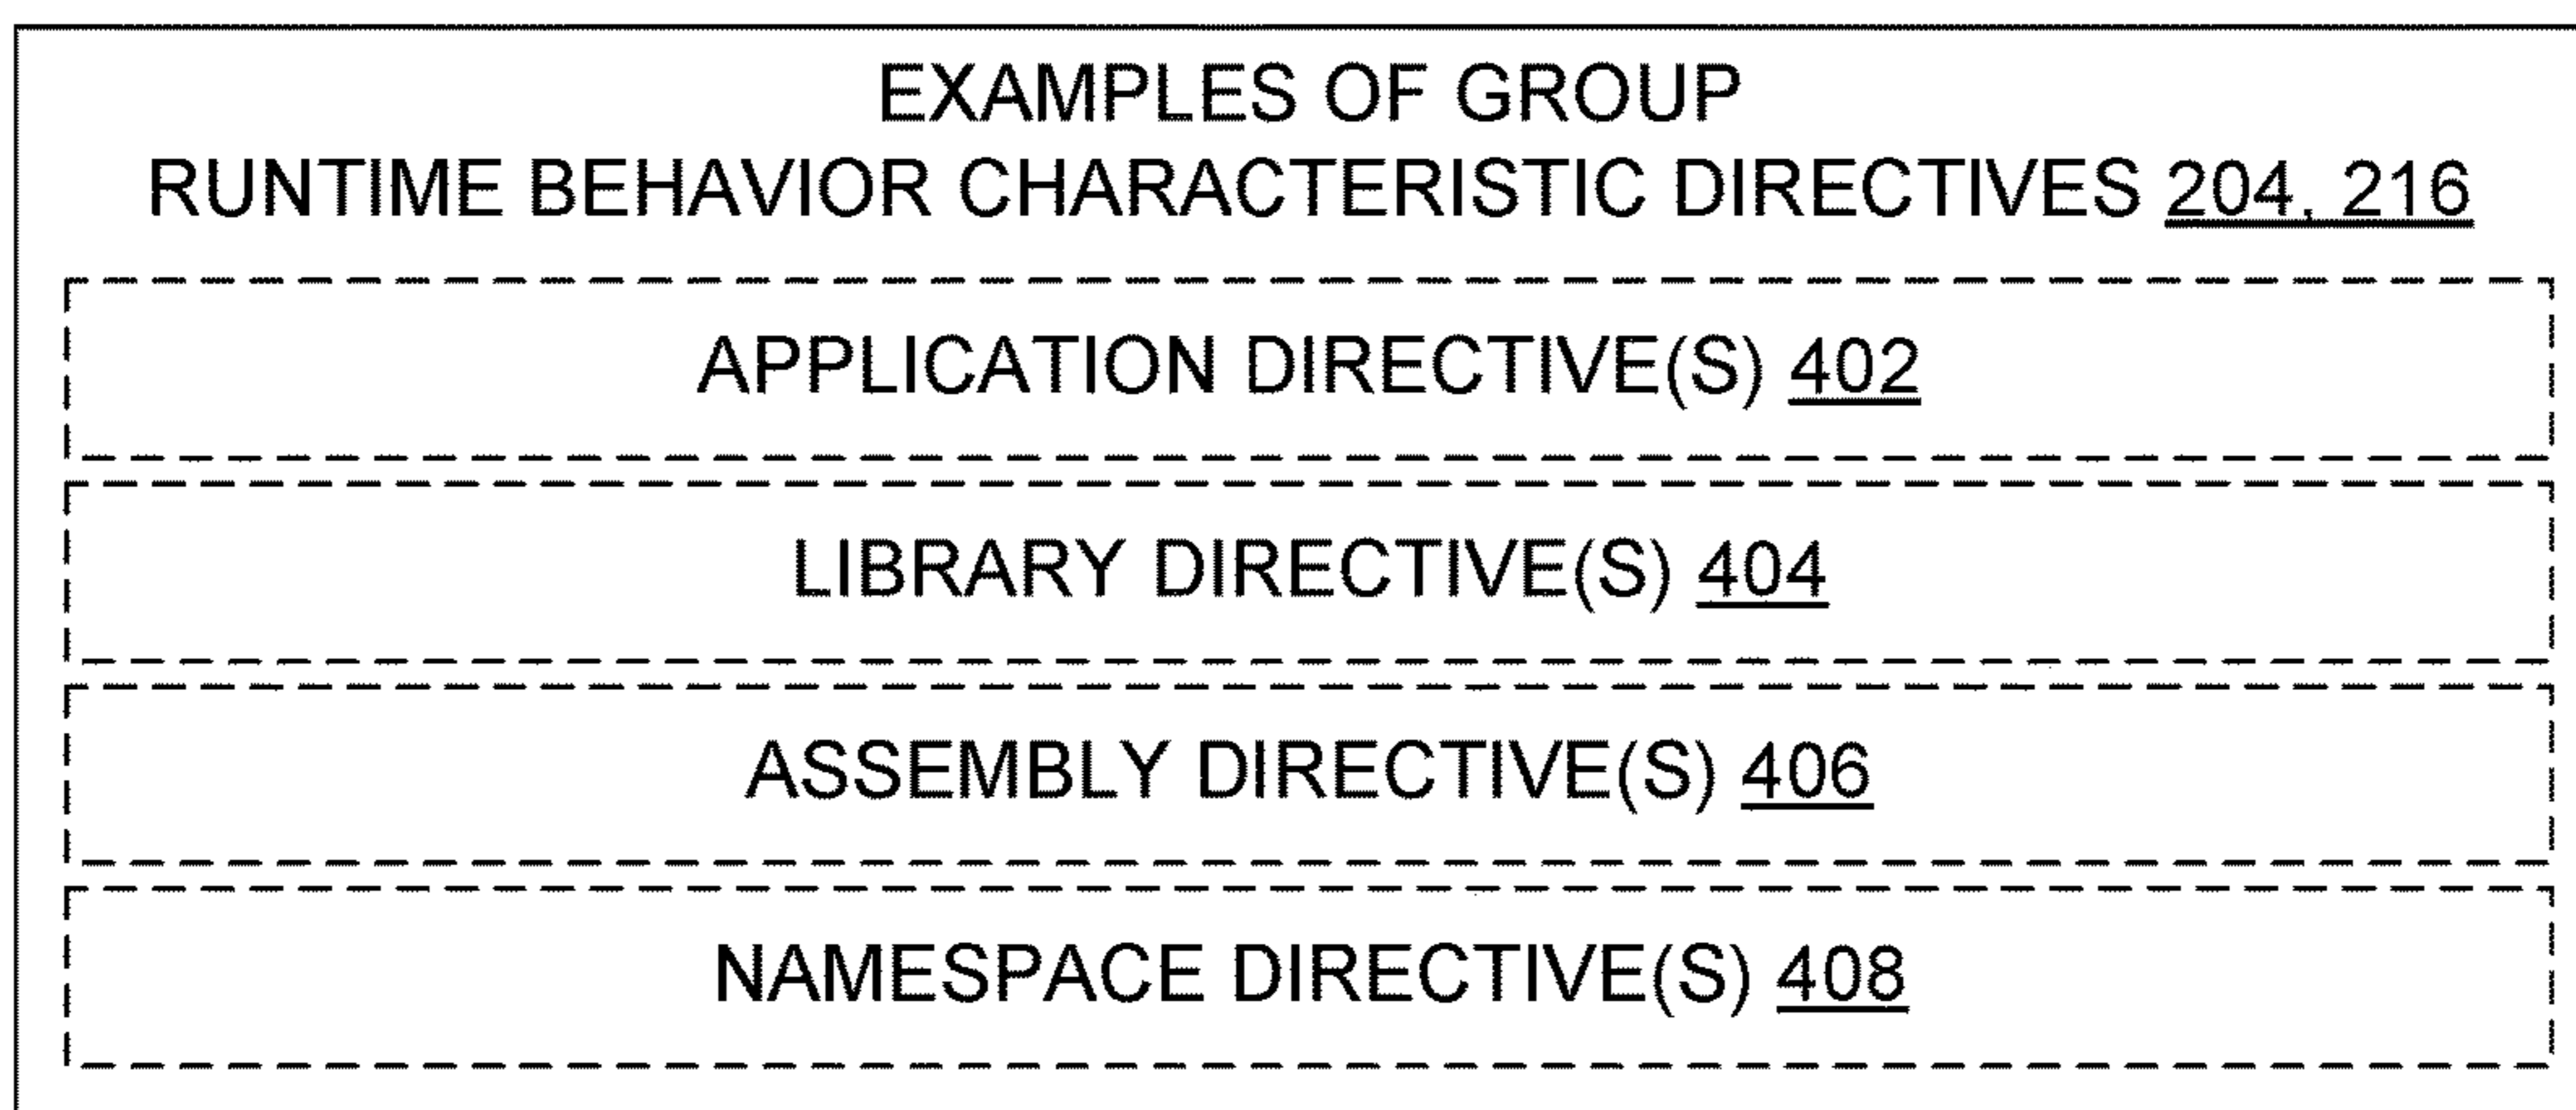 EXAMPLES OF GROUP
RUNTIME BEHAVIOR CHARACTERISTIC DIRECTIVES 204, 216
APPLICATION DIRECTIVE(S) 402
LIBRARY DIRECTIVE(S) 404
ASSEMBLY DIRECTIVE(S) 406
NAMESPACE DIRECTIVE(S) 408